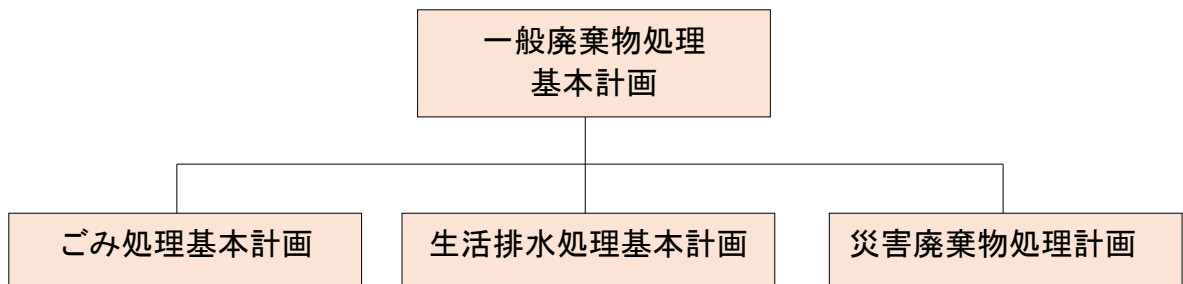 一般廃棄物処理
基本計画
ごみ処理基本計画
生活排水処理基本計画
災害廃棄物処理計画